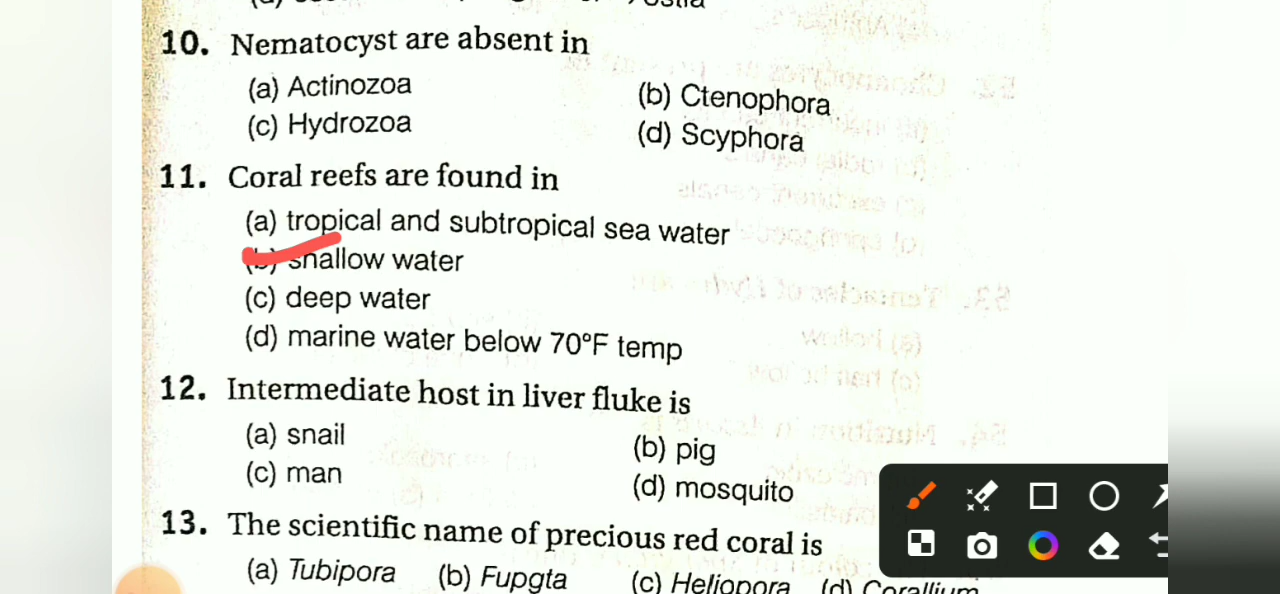 10. Nematocyst are absent in
(a) Actinozoa (b) Ctenophora
(c) Hydrozoa (d) Scyphora
11. Coral reefs are found in
(a) tropical and subtropical sea water
(b) shallow water
(c) deep water
(d) marine water below 70°F temp
12. Intermediate host in liver fluke is
(a) snail (b) pig
(c) man (d) mosquito
13. The scientific name of precious red coral is
(a) Tubipora (b) Fupgta (c) Heliopora (d) Corallium